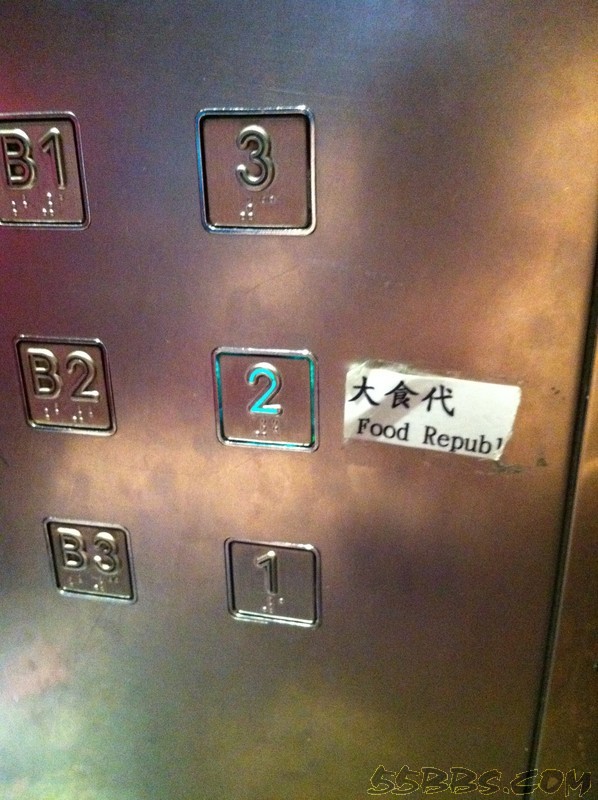 B1 3
B2 2 大食代
Food Republ
B3 1
55BBS.COM